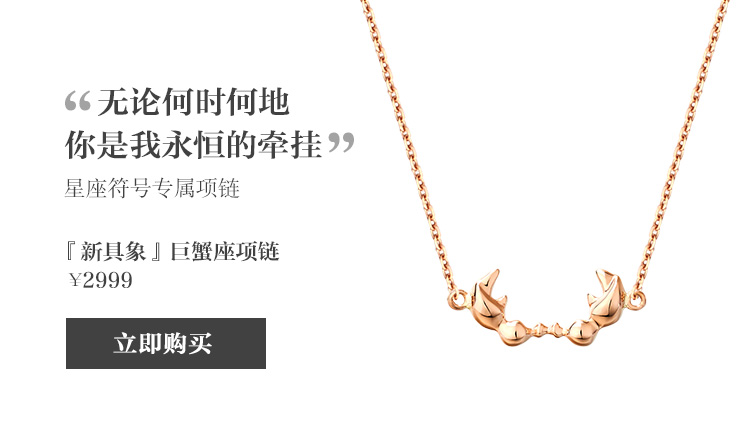 “无论何时何地
你是我永恒的牵挂”
星座符号专属项链
『新具象』巨蟹座项链
¥2999
立即购买